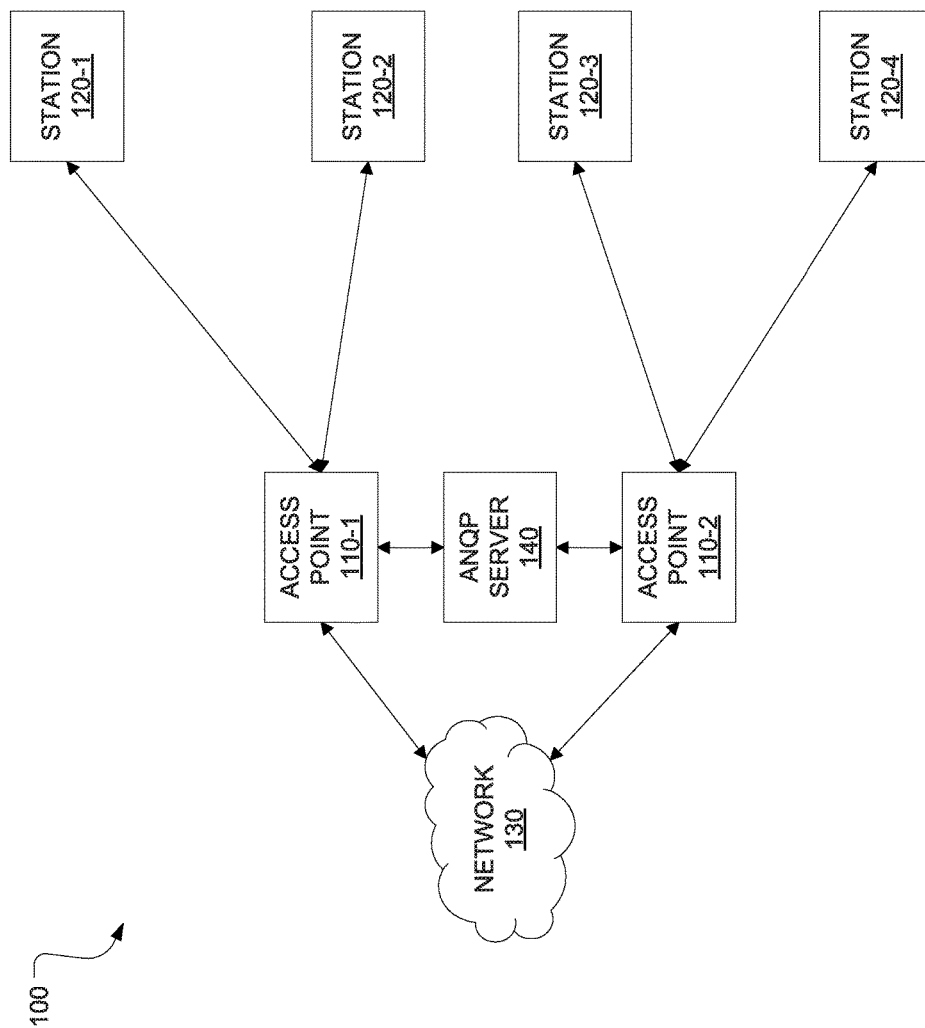 100
NETWORK
130
ACCESS
POINT
110-1
ANQP
SERVER
140
ACCESS
POINT
110-2
STATION
120-1
STATION
120-2
STATION
120-3
STATION
120-4